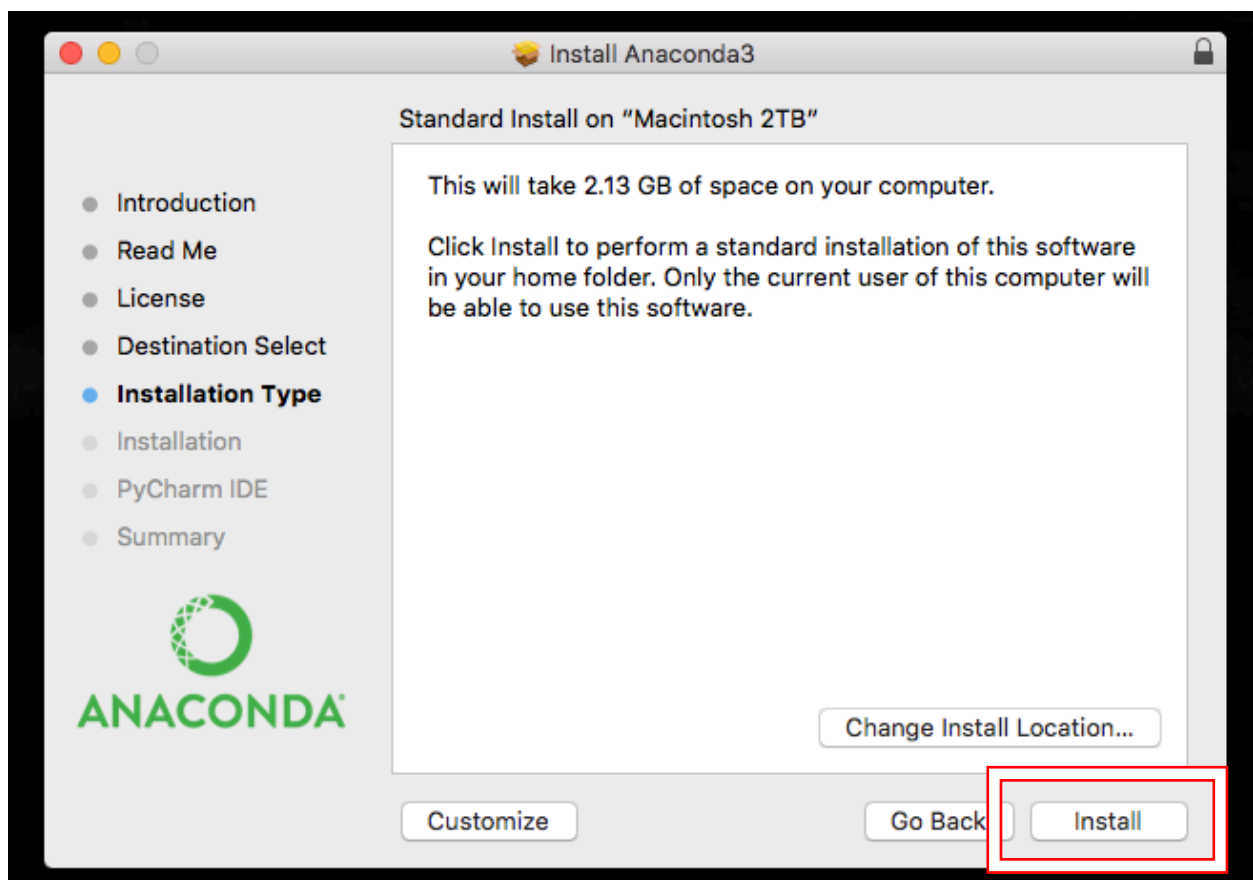 Install Anaconda3
Standard Install on “Macintosh 2TB”
Introduction
Read Me
License
Destination Select
Installation Type
Installation
PyCharm IDE
Summary
ANACONDA
This will take 2.13 GB of space on your computer.
Click Install to perform a standard installation of this software
in your home folder. Only the current user of this computer will
be able to use this software.
Change Install Location...
Customize
Go Back
Install